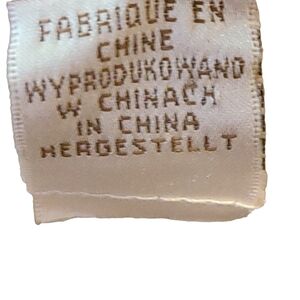 FABRIQUE EN
CHINE
WYPRODUKOWANO
W CHINACH
IN CHINA
HERGESTELLT